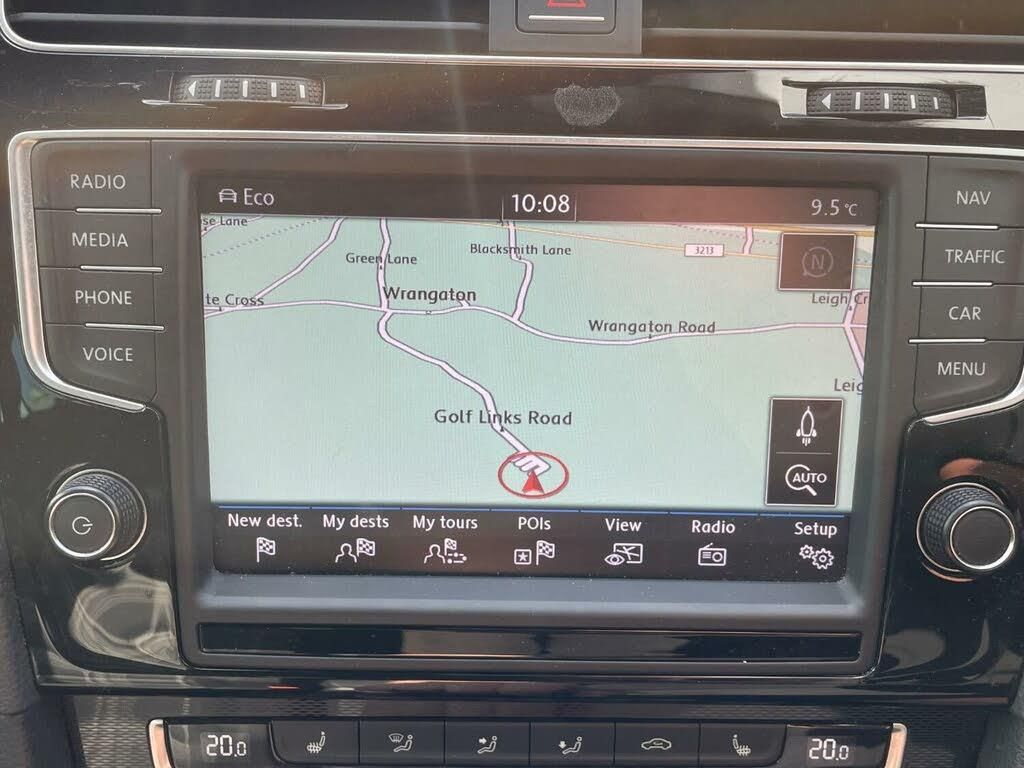 RADIO
MEDIA
PHONE
VOICE
Eco
10:08
9.5°C
se Lane
Green Lane
Blacksmith Lane
3213
N
te Cross
Wrangaton
Leigh Cr
Wrangaton Road
Leig
Golf Links Road
AUTO
New dest.
My dests
My tours
POIs
View
Radio
Setup
NAV
TRAFFIC
CAR
MENU
20.0
20.0